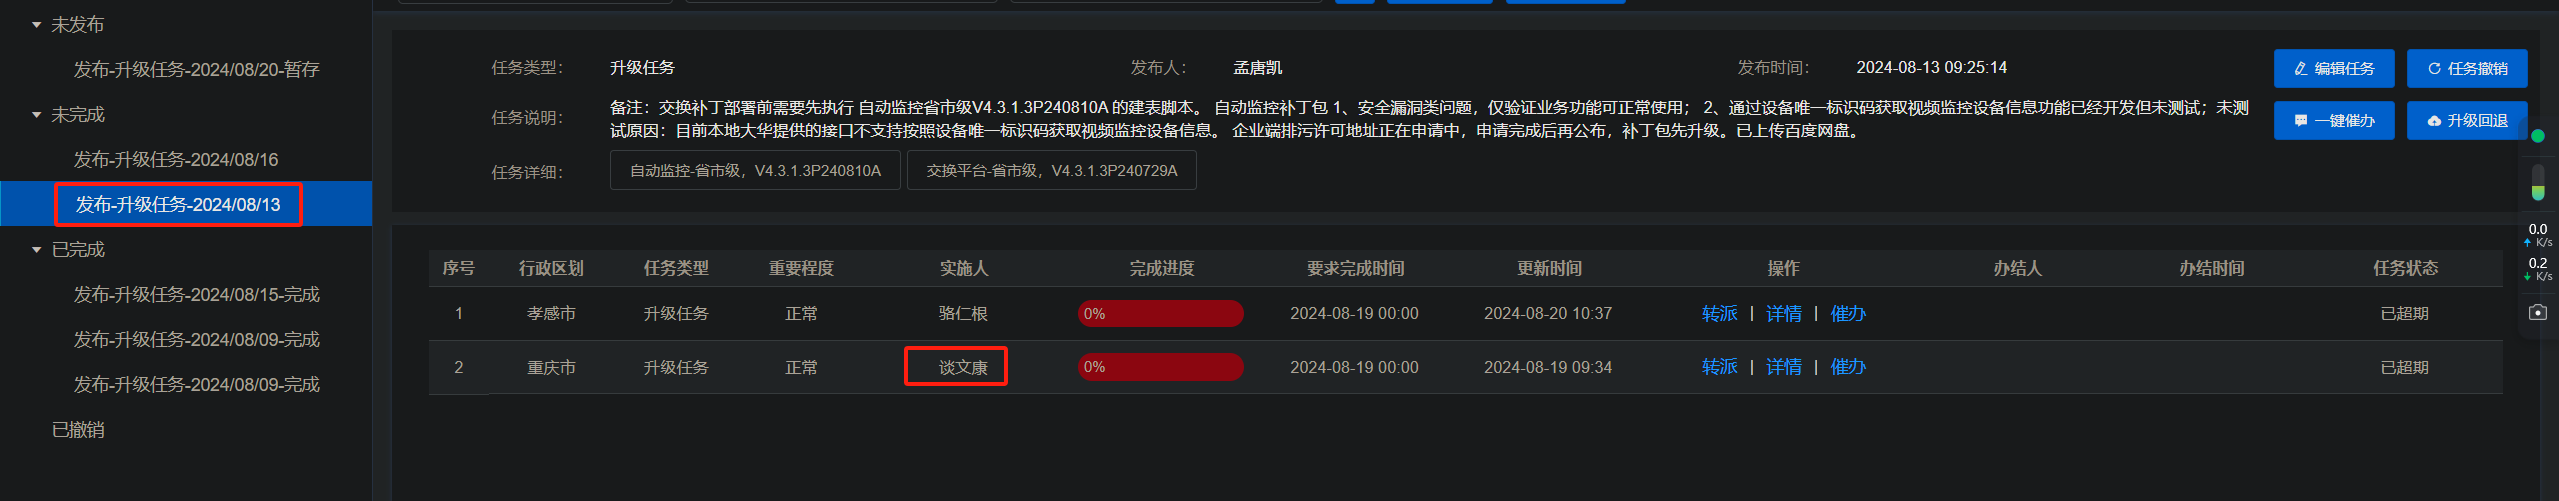 未发布
发布-升级任务-2024/08/20-暂存
未完成
发布-升级任务-2024/08/16
发布-升级任务-2024/08/13
已完成
发布-升级任务-2024/08/15-完成
发布-升级任务-2024/08/09-完成
发布-升级任务-2024/08/09-完成
已撤销
任务类型： 升级任务 发布人： 孟唐凯 发布时间： 2024-08-13 09:25:14 编辑任务 任务撤销
任务说明： 备注：交换补丁部署前需要先执行 自动监控省市级V4.3.1.3P240810A 的建表脚本。 自动监控补丁包 1、安全漏洞类问题，仅验证业务功能可正常使用； 2、通过设备唯一标识码获取视频监控设备信息功能已经开发但未测试；未测
试原因：目前本地大华提供的接口不支持按照设备唯一标识码获取视频监控设备信息。 企业端排污许可地址正在申请中，申请完成后再公布，补丁包先升级。已上传百度网盘。
一键催办 升级回退
任务详细： 自动监控-省市级，V4.3.1.3P240810A 交换平台-省市级，V4.3.1.3P240729A
序号 行政区划 任务类型 重要程度 实施人 完成进度 要求完成时间 更新时间 操作 办结人 办结时间 任务状态
1 孝感市 升级任务 正常 骆仁根 0% 2024-08-19 00:00 2024-08-20 10:37 转派 | 详情 | 催办 已超期
2 重庆市 升级任务 正常 谈文康 0% 2024-08-19 00:00 2024-08-19 09:34 转派 | 详情 | 催办 已超期
0.0
K/s
0.2
K/s